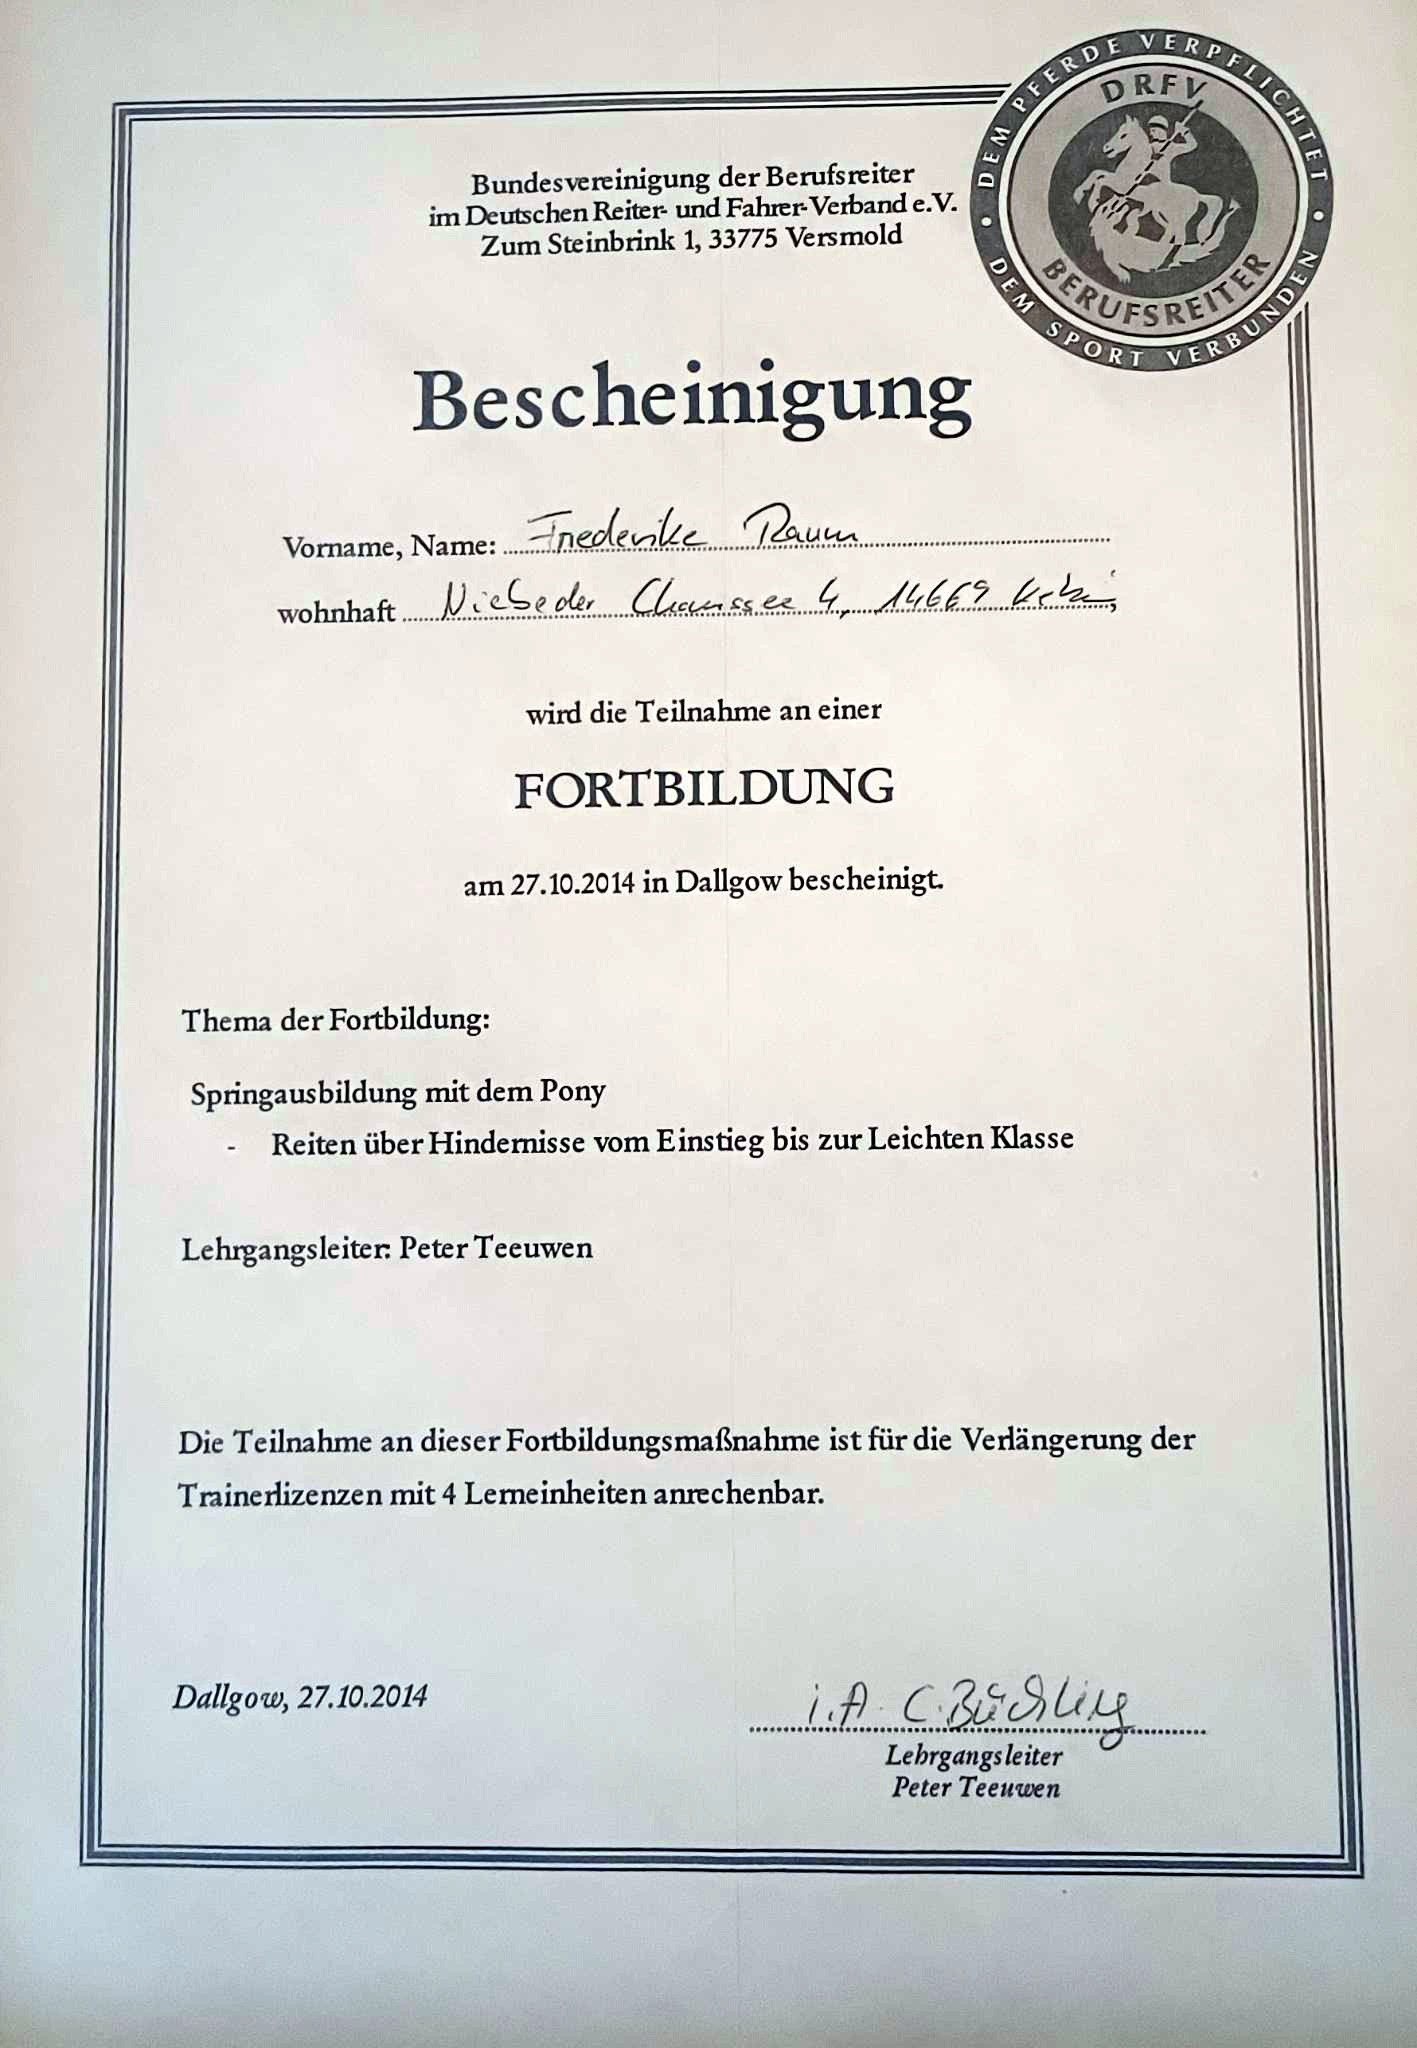 DEM PFERDE VERPFLICHTET
DRFV
BERUFSREITER
DEM SPORT VERBUNDEN
Bundesvereinigung der Berufsreiter
im Deutschen Reiter- und Fahrer-Verband e.V.
Zum Steinbrink 1, 33775 Versmold
Bescheinigung
Vorname, Name: Friederike Raum
wohnhaft Niebeder Chaussee 4, 14669
wird die Teilnahme an einer
FORTBILDUNG
am 27.10.2014 in Dallgow bescheinigt.
Thema der Fortbildung:
Springausbildung mit dem Pony
- Reiten über Hindernisse vom Einstieg bis zur Leichten Klasse
Lehrgangsleiter: Peter Teeuwen
Die Teilnahme an dieser Fortbildungsmaßnahme ist für die Verlängerung der
Trainerlizenzen mit 4 Lerneinheiten anrechenbar.
Dallgow, 27.10.2014
i.A. C.
Lehrgangsleiter
Peter Teeuwen